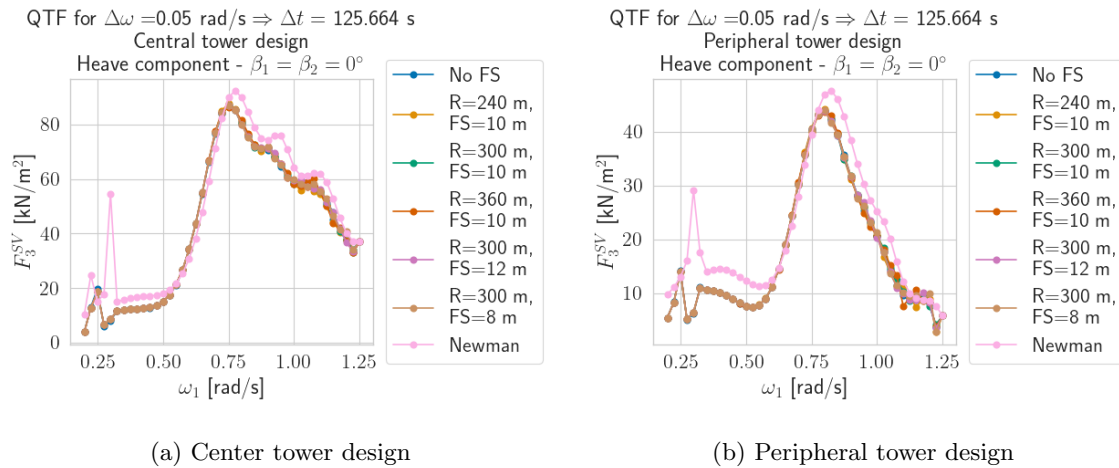 QTF for Δω =0.05 rad/s ⇒ Δt = 125.664 s
Central tower design
Heave component - β₁ = β₂ = 0°
F₃^SV [kN/m²]
80
60
40
20
0
0.25
0.50
0.75
1.00
1.25
ω₁ [rad/s]
No FS
R=240 m,
FS=10 m
R=300 m,
FS=10 m
R=360 m,
FS=10 m
R=300 m,
FS=12 m
R=300 m,
FS=8 m
Newman
(a) Center tower design
QTF for Δω =0.05 rad/s ⇒ Δt = 125.664 s
Peripheral tower design
Heave component - β₁ = β₂ = 0°
F₃^SV [kN/m²]
40
30
20
10
0.25
0.50
0.75
1.00
1.25
ω₁ [rad/s]
No FS
R=240 m,
FS=10 m
R=300 m,
FS=10 m
R=360 m,
FS=10 m
R=300 m,
FS=12 m
R=300 m,
FS=8 m
Newman
(b) Peripheral tower design